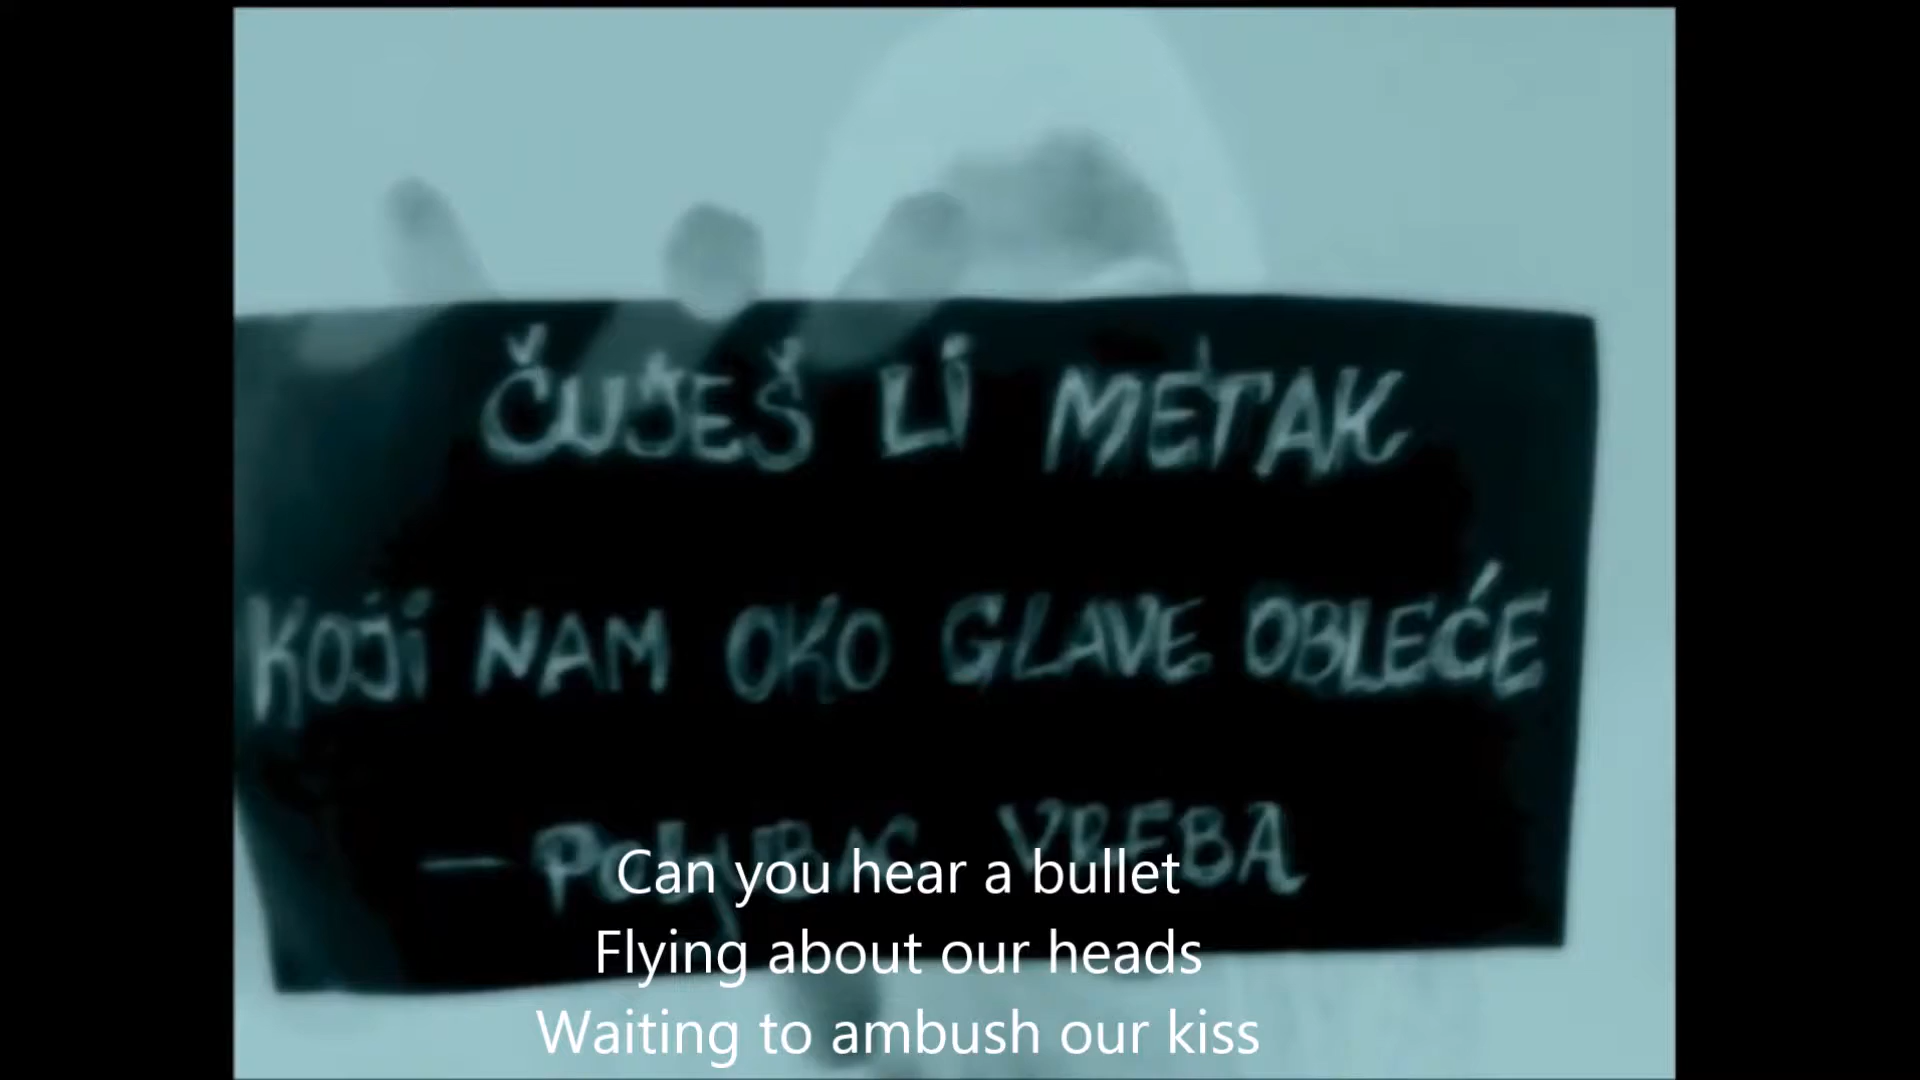 ČUJEŠ LI METAK
KOJI NAM OKO GLAVE OBLEĆE
— POLJUBAC VREBA
Can you hear a bullet
Flying about our heads
Waiting to ambush our kiss